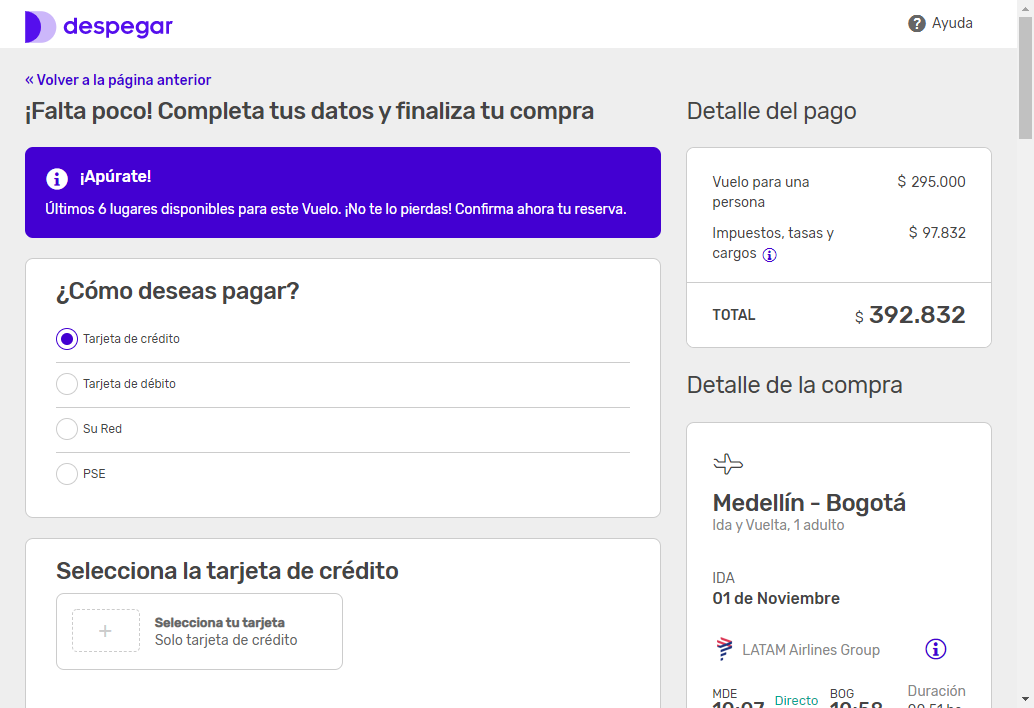 despegar
Ayuda
« Volver a la página anterior
¡Falta poco! Completa tus datos y finaliza tu compra
¡Apúrate!
Últimos 6 lugares disponibles para este Vuelo. ¡No te lo pierdas! Confirma ahora tu reserva.
¿Cómo deseas pagar?
Tarjeta de crédito
Tarjeta de débito
Su Red
PSE
Selecciona la tarjeta de crédito
Selecciona tu tarjeta
Solo tarjeta de crédito
Detalle del pago
Vuelo para una $ 295.000
persona
Impuestos, tasas y $ 97.832
cargos
TOTAL $ 392.832
Detalle de la compra
Medellín - Bogotá
Ida y Vuelta, 1 adulto
IDA
01 de Noviembre
LATAM Airlines Group
MDE Directo BOG Duración